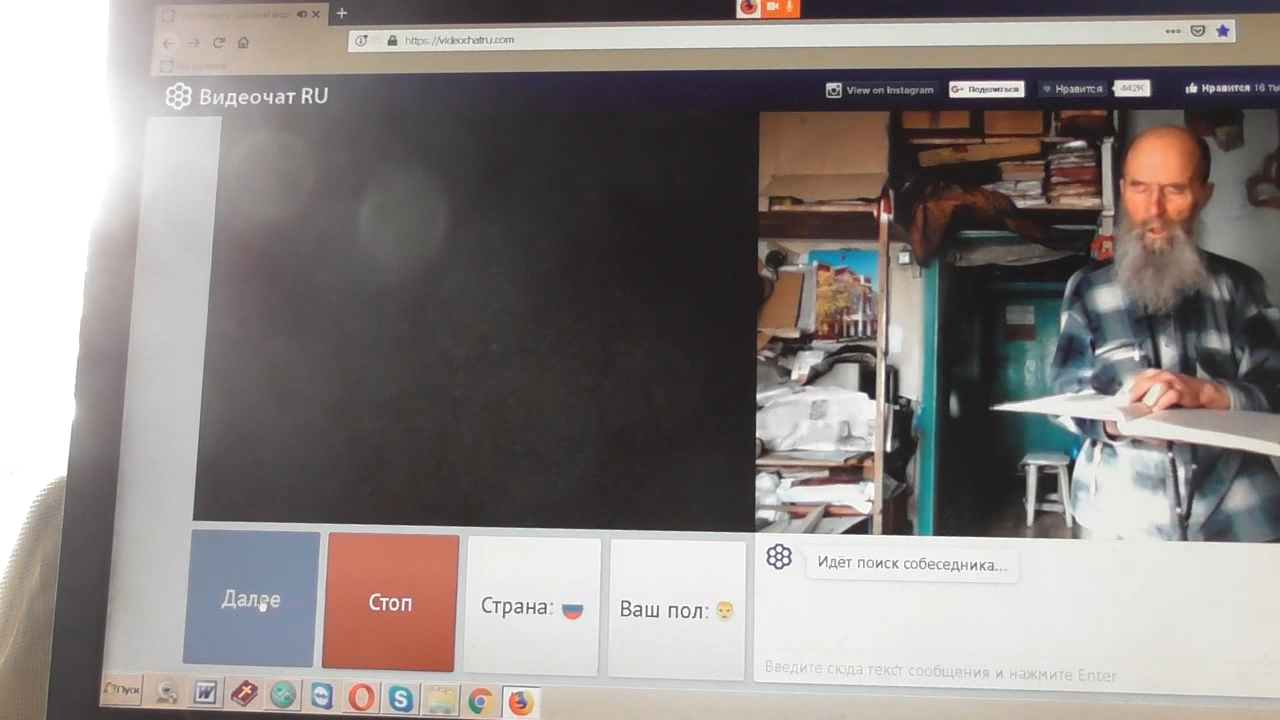 https://videochatru.com
Видеочат RU
View on Instagram
G+ Поделиться
Нравится
442K
Нравится 16
Далее
Стоп
Страна:
Ваш пол:
Идёт поиск собеседника...
Введите сюда текст сообщения и нажмите Enter
Пуск